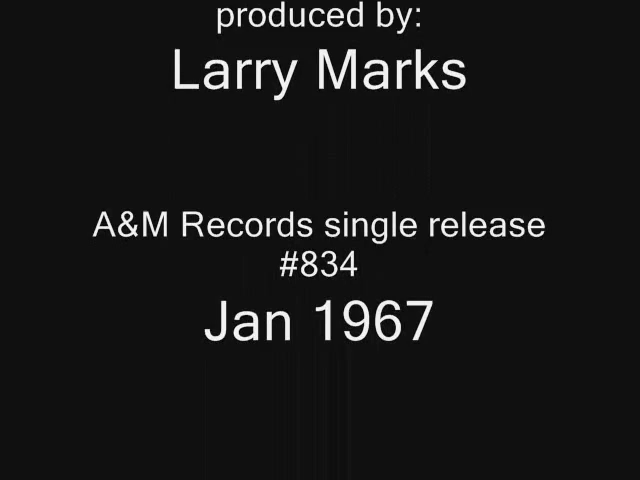 produced by:
Larry Marks
A&M Records single release
#834
Jan 1967